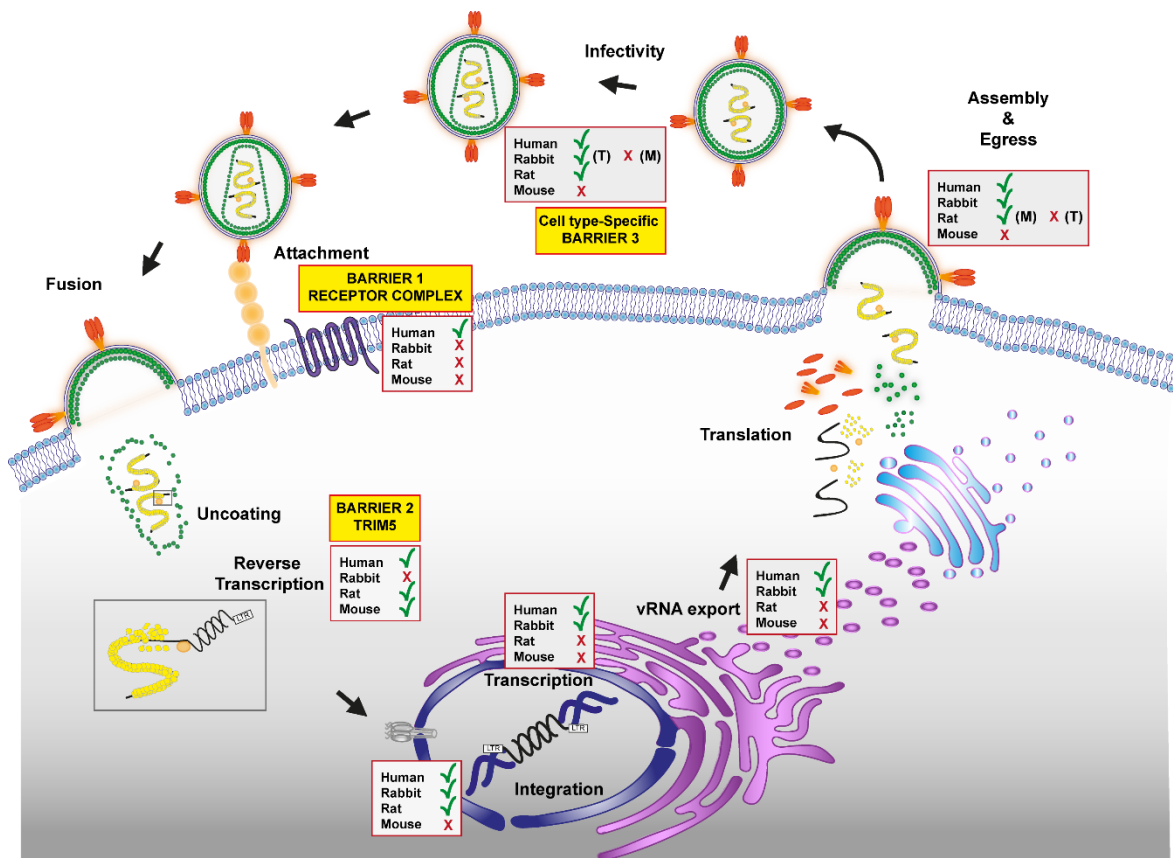 Infectivity
Human ✓
Rabbit ✓ (T) X (M)
Rat ✓
Mouse X
Cell type-Specific
BARRIER 3
Assembly
&
Egress
Human ✓
Rabbit ✓
Rat ✓ (M) X (T)
Mouse X
Attachment
BARRIER 1
RECEPTOR COMPLEX
Human ✓
Rabbit X
Rat X
Mouse X
Fusion
Uncoating
BARRIER 2
TRIM5
Reverse
Transcription
Human ✓
Rabbit X
Rat ✓
Mouse ✓
LTR
Translation
vRNA export
Human ✓
Rabbit ✓
Rat X
Mouse X
Human ✓
Rabbit ✓
Rat X
Mouse X
Transcription
LTR
LTR
Integration
Human ✓
Rabbit ✓
Rat ✓
Mouse X